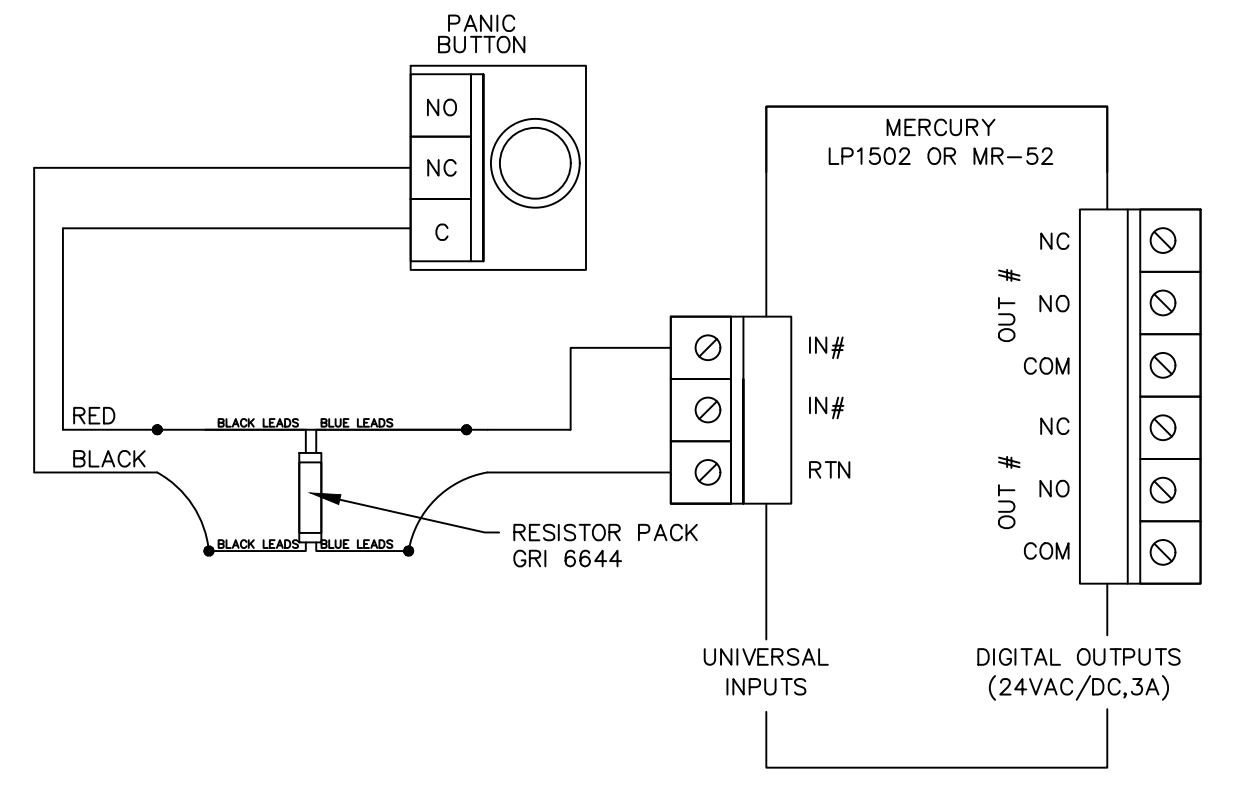 PANIC
BUTTON
NO
NC
C
MERCURY
LP1502 OR MR-52
NC
NO
COM
OUT #
NC
NO
COM
OUT #
IN#
IN#
RTN
RED
BLACK LEADS
BLUE LEADS
BLACK
BLACK LEADS
BLUE LEADS
RESISTOR PACK
GRI 6644
UNIVERSAL
INPUTS
DIGITAL OUTPUTS
(24VAC/DC,3A)